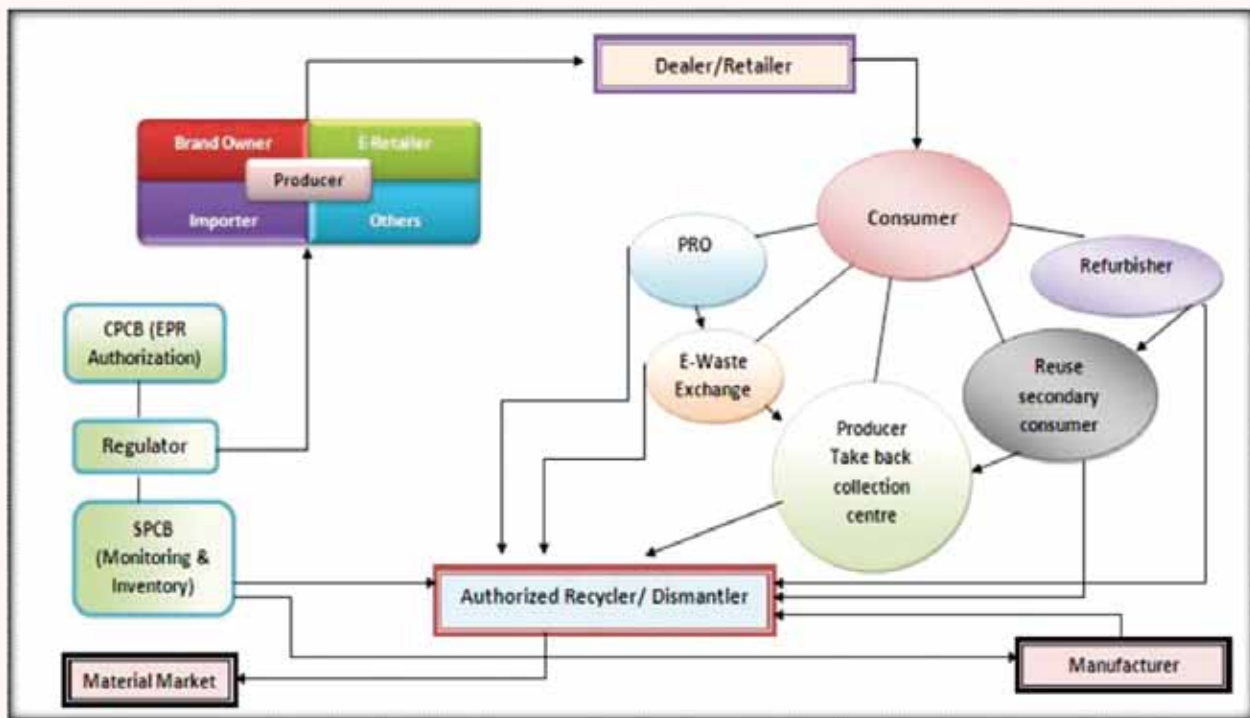 Dealer/Retailer
Brand Owner
E-Retailer
Producer
Importer
Others
Consumer
PRO
Refurbisher
CPCB (EPR
Authorization)
E-Waste
Exchange
Reuse
secondary
consumer
Regulator
Producer
Take back
collection
centre
SPCB
(Monitoring &
Inventory)
Authorized Recycler/ Dismantler
Material Market
Manufacturer